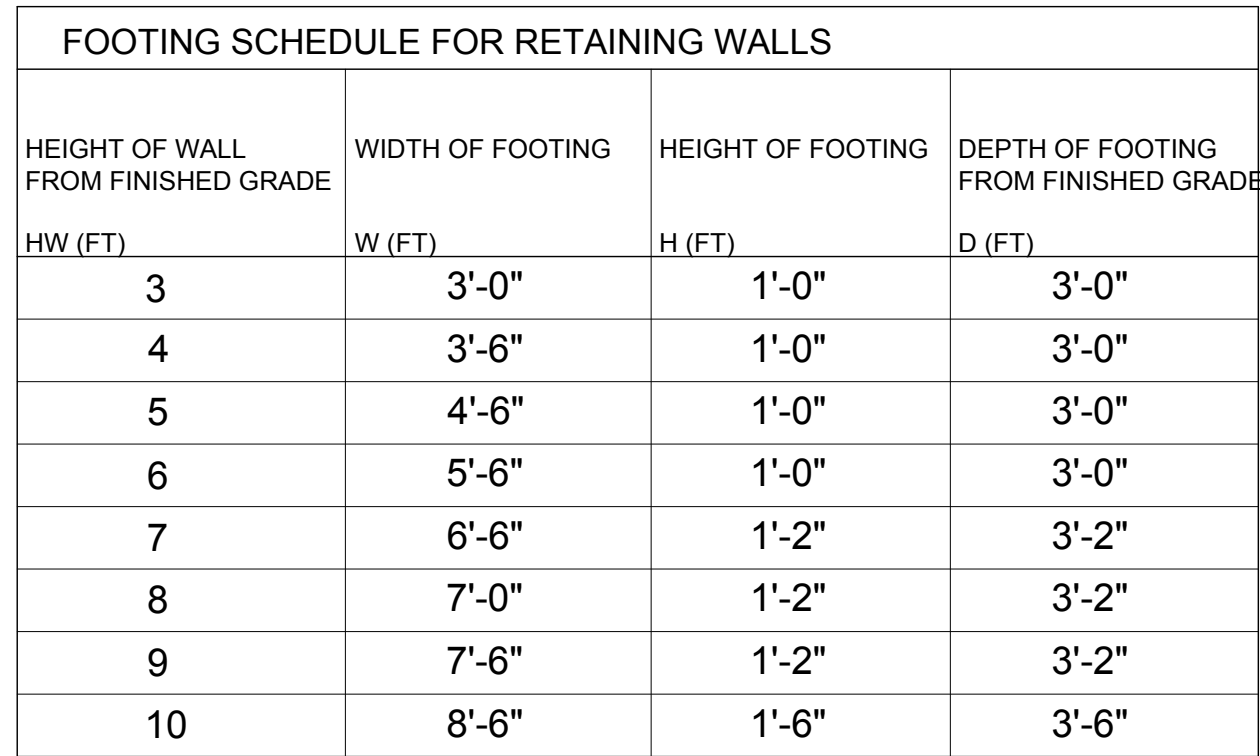 FOOTING SCHEDULE FOR RETAINING WALLS
HEIGHT OF WALL WIDTH OF FOOTING HEIGHT OF FOOTING DEPTH OF FOOTING
FROM FINISHED GRADE FROM FINISHED GRADE
HW (FT) W (FT) H (FT) D (FT)
3 3'-0" 1'-0" 3'-0"
4 3'-6" 1'-0" 3'-0"
5 4'-6" 1'-0" 3'-0"
6 5'-6" 1'-0" 3'-0"
7 6'-6" 1'-2" 3'-2"
8 7'-0" 1'-2" 3'-2"
9 7'-6" 1'-2" 3'-2"
10 8'-6" 1'-6" 3'-6"